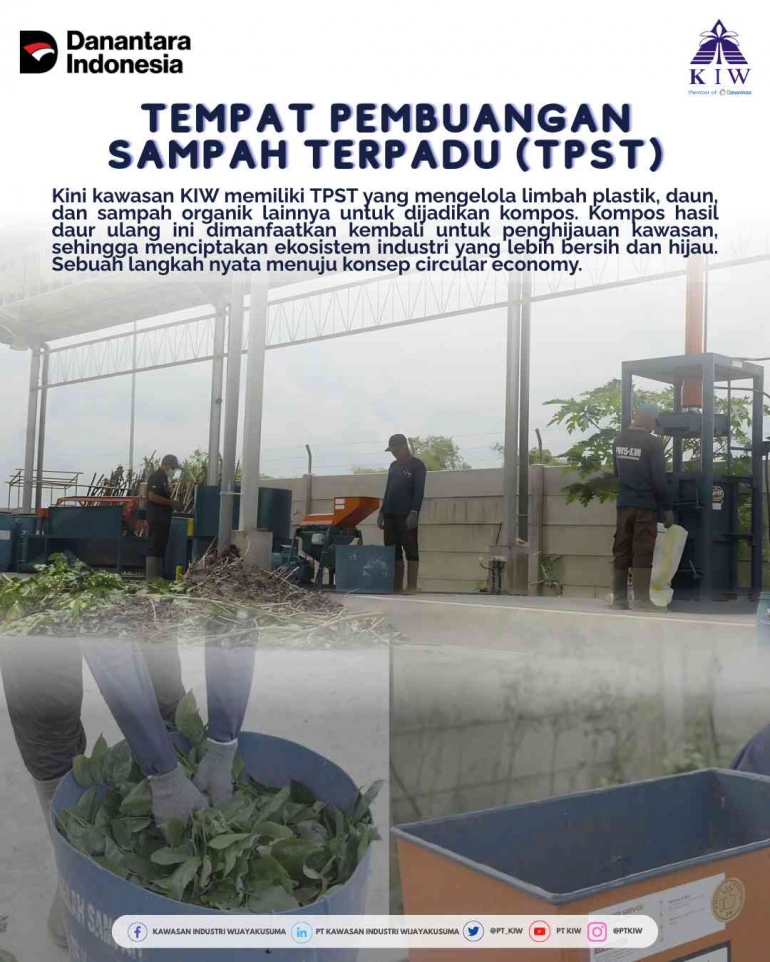 Danantara
Indonesia
KIW
Member of Danareksa
TEMPAT PEMBUANGAN
SAMPAH TERPADU (TPST)
Kini kawasan KIW memiliki TPST yang mengelola limbah plastik, daun,
dan sampah organik lainnya untuk dijadikan kompos. Kompos hasil
daur ulang ini dimanfaatkan kembali untuk penghijauan kawasan,
sehingga menciptakan ekosistem industri yang lebih bersih dan hijau.
Sebuah langkah nyata menuju konsep circular economy.
KAWASAN INDUSTRI WIJAYAKUSUMA PT KAWASAN INDUSTRI WIJAYAKUSUMA @PT_KIW PT KIW @PTKIW